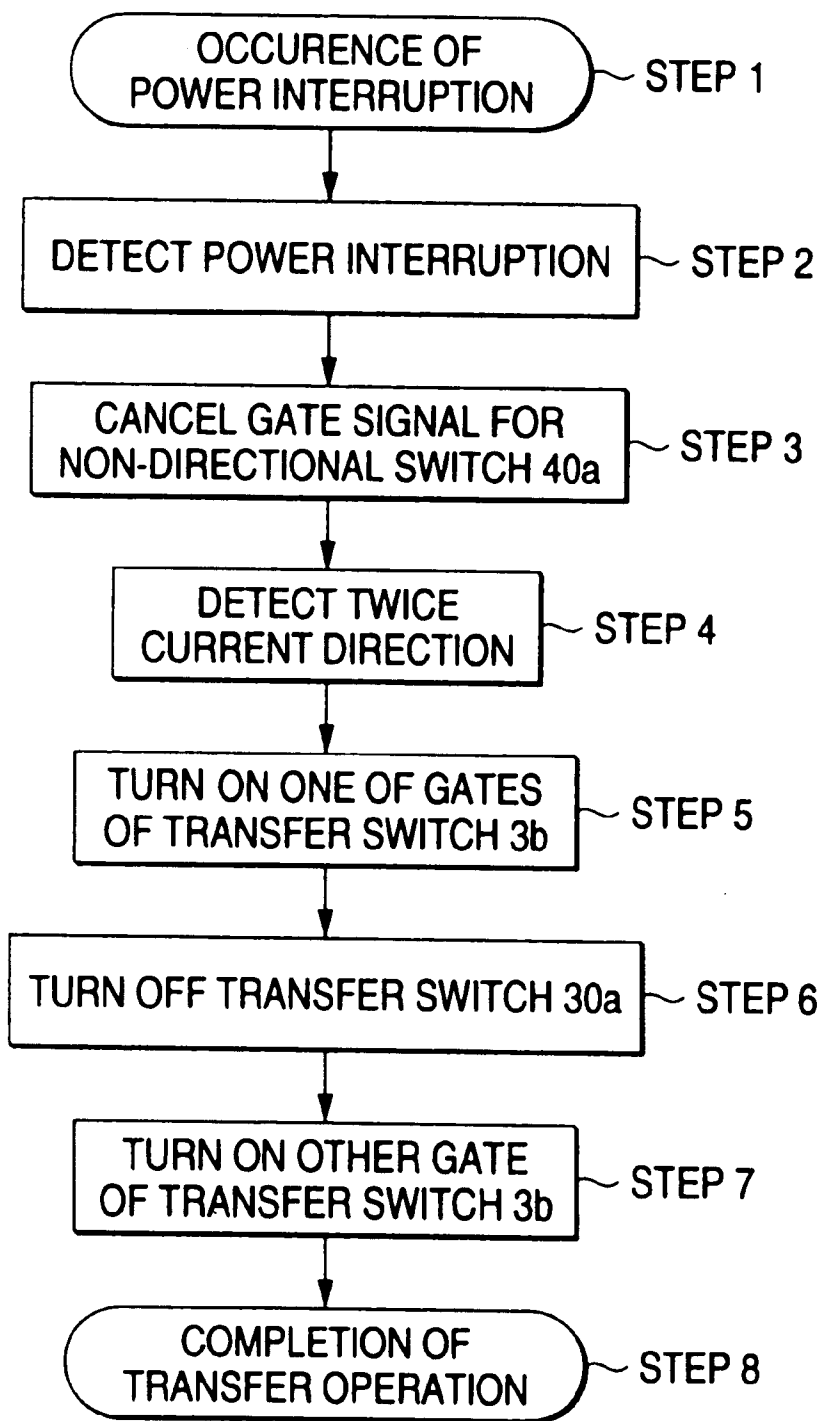 OCCURENCE OF
POWER INTERRUPTION
STEP 1
DETECT POWER INTERRUPTION
STEP 2
CANCEL GATE SIGNAL FOR
NON-DIRECTIONAL SWITCH 40a
STEP 3
DETECT TWICE
CURRENT DIRECTION
STEP 4
TURN ON ONE OF GATES
OF TRANSFER SWITCH 3b
STEP 5
TURN OFF TRANSFER SWITCH 30a
STEP 6
TURN ON OTHER GATE
OF TRANSFER SWITCH 3b
STEP 7
COMPLETION OF
TRANSFER OPERATION
STEP 8